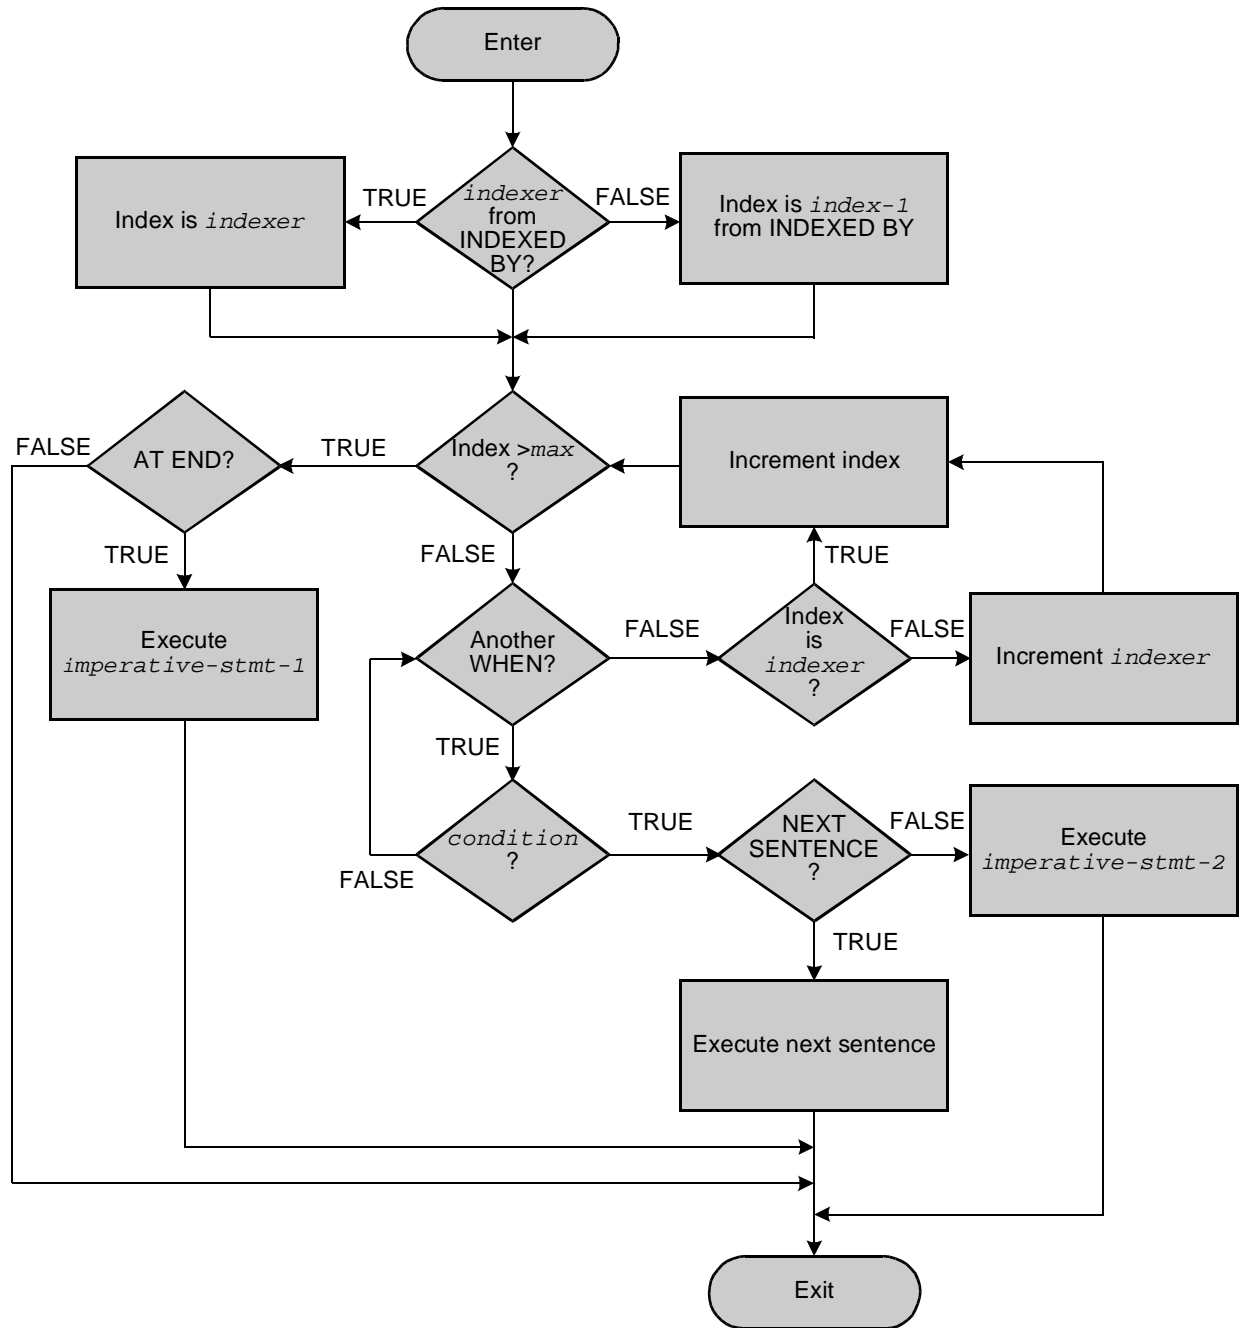 Enter
TRUE
indexer
from
INDEXED
BY?
FALSE
Index is indexer
Index is index-1
from INDEXED BY
FALSE
AT END?
TRUE
Index >max
?
Increment index
TRUE
FALSE
TRUE
Execute
imperative-stmt-1
Another
WHEN?
FALSE
Index
is
indexer
?
FALSE
Increment indexer
TRUE
condition
?
FALSE
TRUE
NEXT
SENTENCE
?
FALSE
Execute
imperative-stmt-2
TRUE
Execute next sentence
Exit